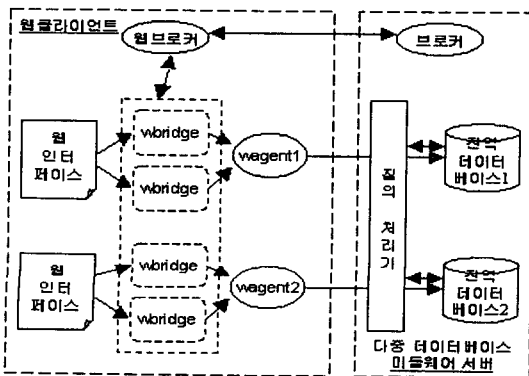 웹클라이언트
웹브로커
브로커
웹
인터
페이스
wbridge
wbridge
wagent1
질의 처리기
전역
데이터
베이스1
웹
인터
페이스
wbridge
wbridge
wagent2
전역
데이터
베이스2
다중 데이터베이스
미들웨어 서버